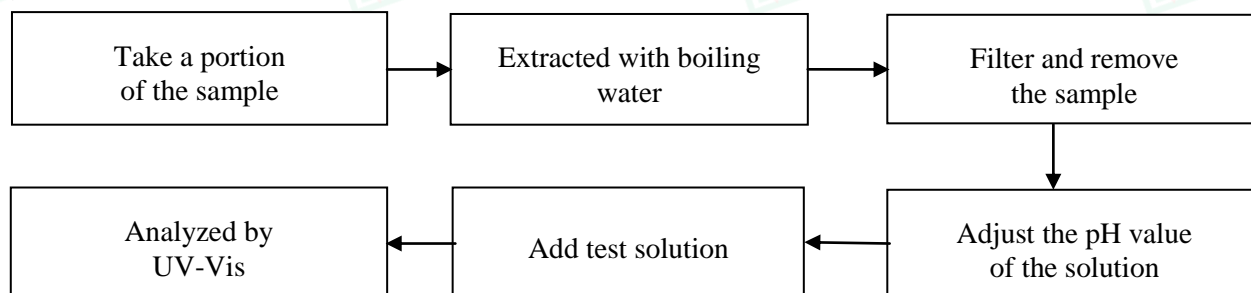 Take a portion
of the sample
Extracted with boiling
water
Filter and remove
the sample
Adjust the pH value
of the solution
Add test solution
Analyzed by
UV-Vis